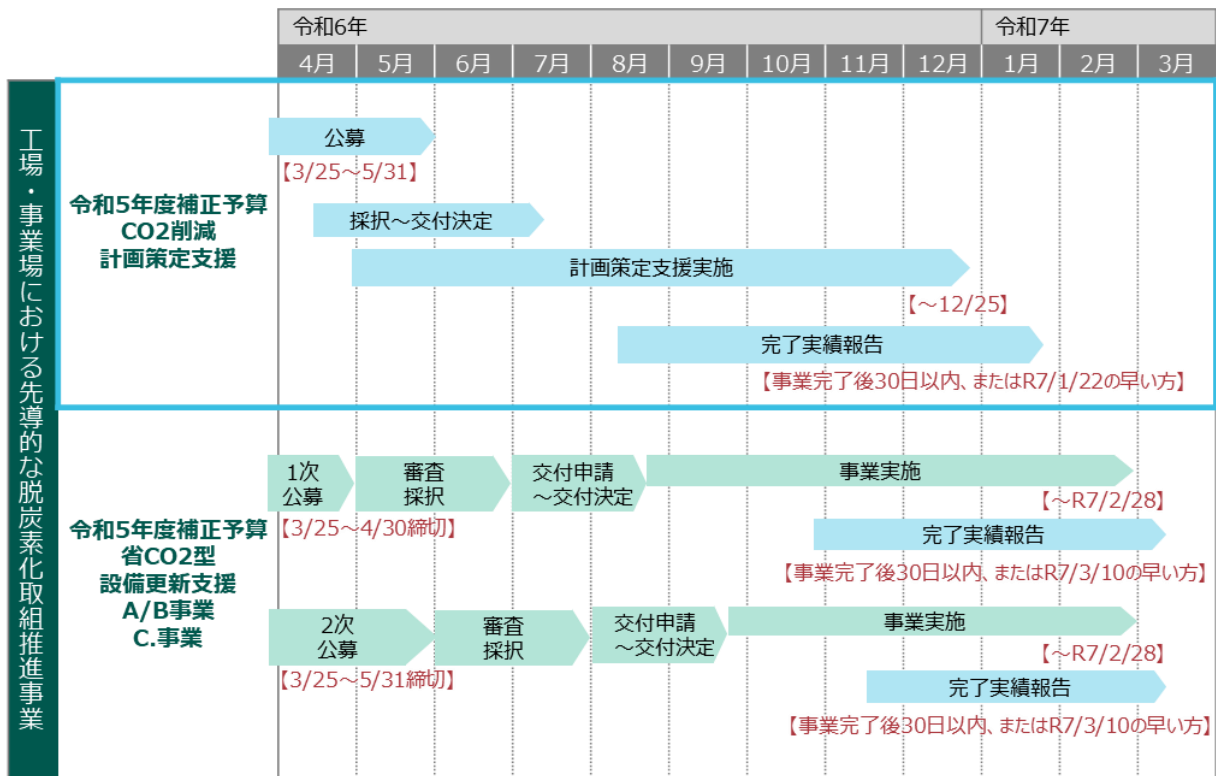 令和6年
令和7年
4月
5月
6月
7月
8月
9月
10月
11月
12月
1月
2月
3月
工場・事業場における先導的な脱炭素化取組推進事業
令和5年度補正予算
CO2削減
計画策定支援
公募
【3/25～5/31】
採択～交付決定
計画策定支援実施
【～12/25】
完了実績報告
【事業完了後30日以内、またはR7/1/22の早い方】
令和5年度補正予算
省CO2型
設備更新支援
A/B事業
C.事業
1次
公募
審査
採択
交付申請
～交付決定
事業実施
【3/25～4/30締切】
【～R7/2/28】
完了実績報告
【事業完了後30日以内、またはR7/3/10の早い方】
2次
公募
審査
採択
交付申請
～交付決定
事業実施
【3/25～5/31締切】
【～R7/2/28】
完了実績報告
【事業完了後30日以内、またはR7/3/10の早い方】